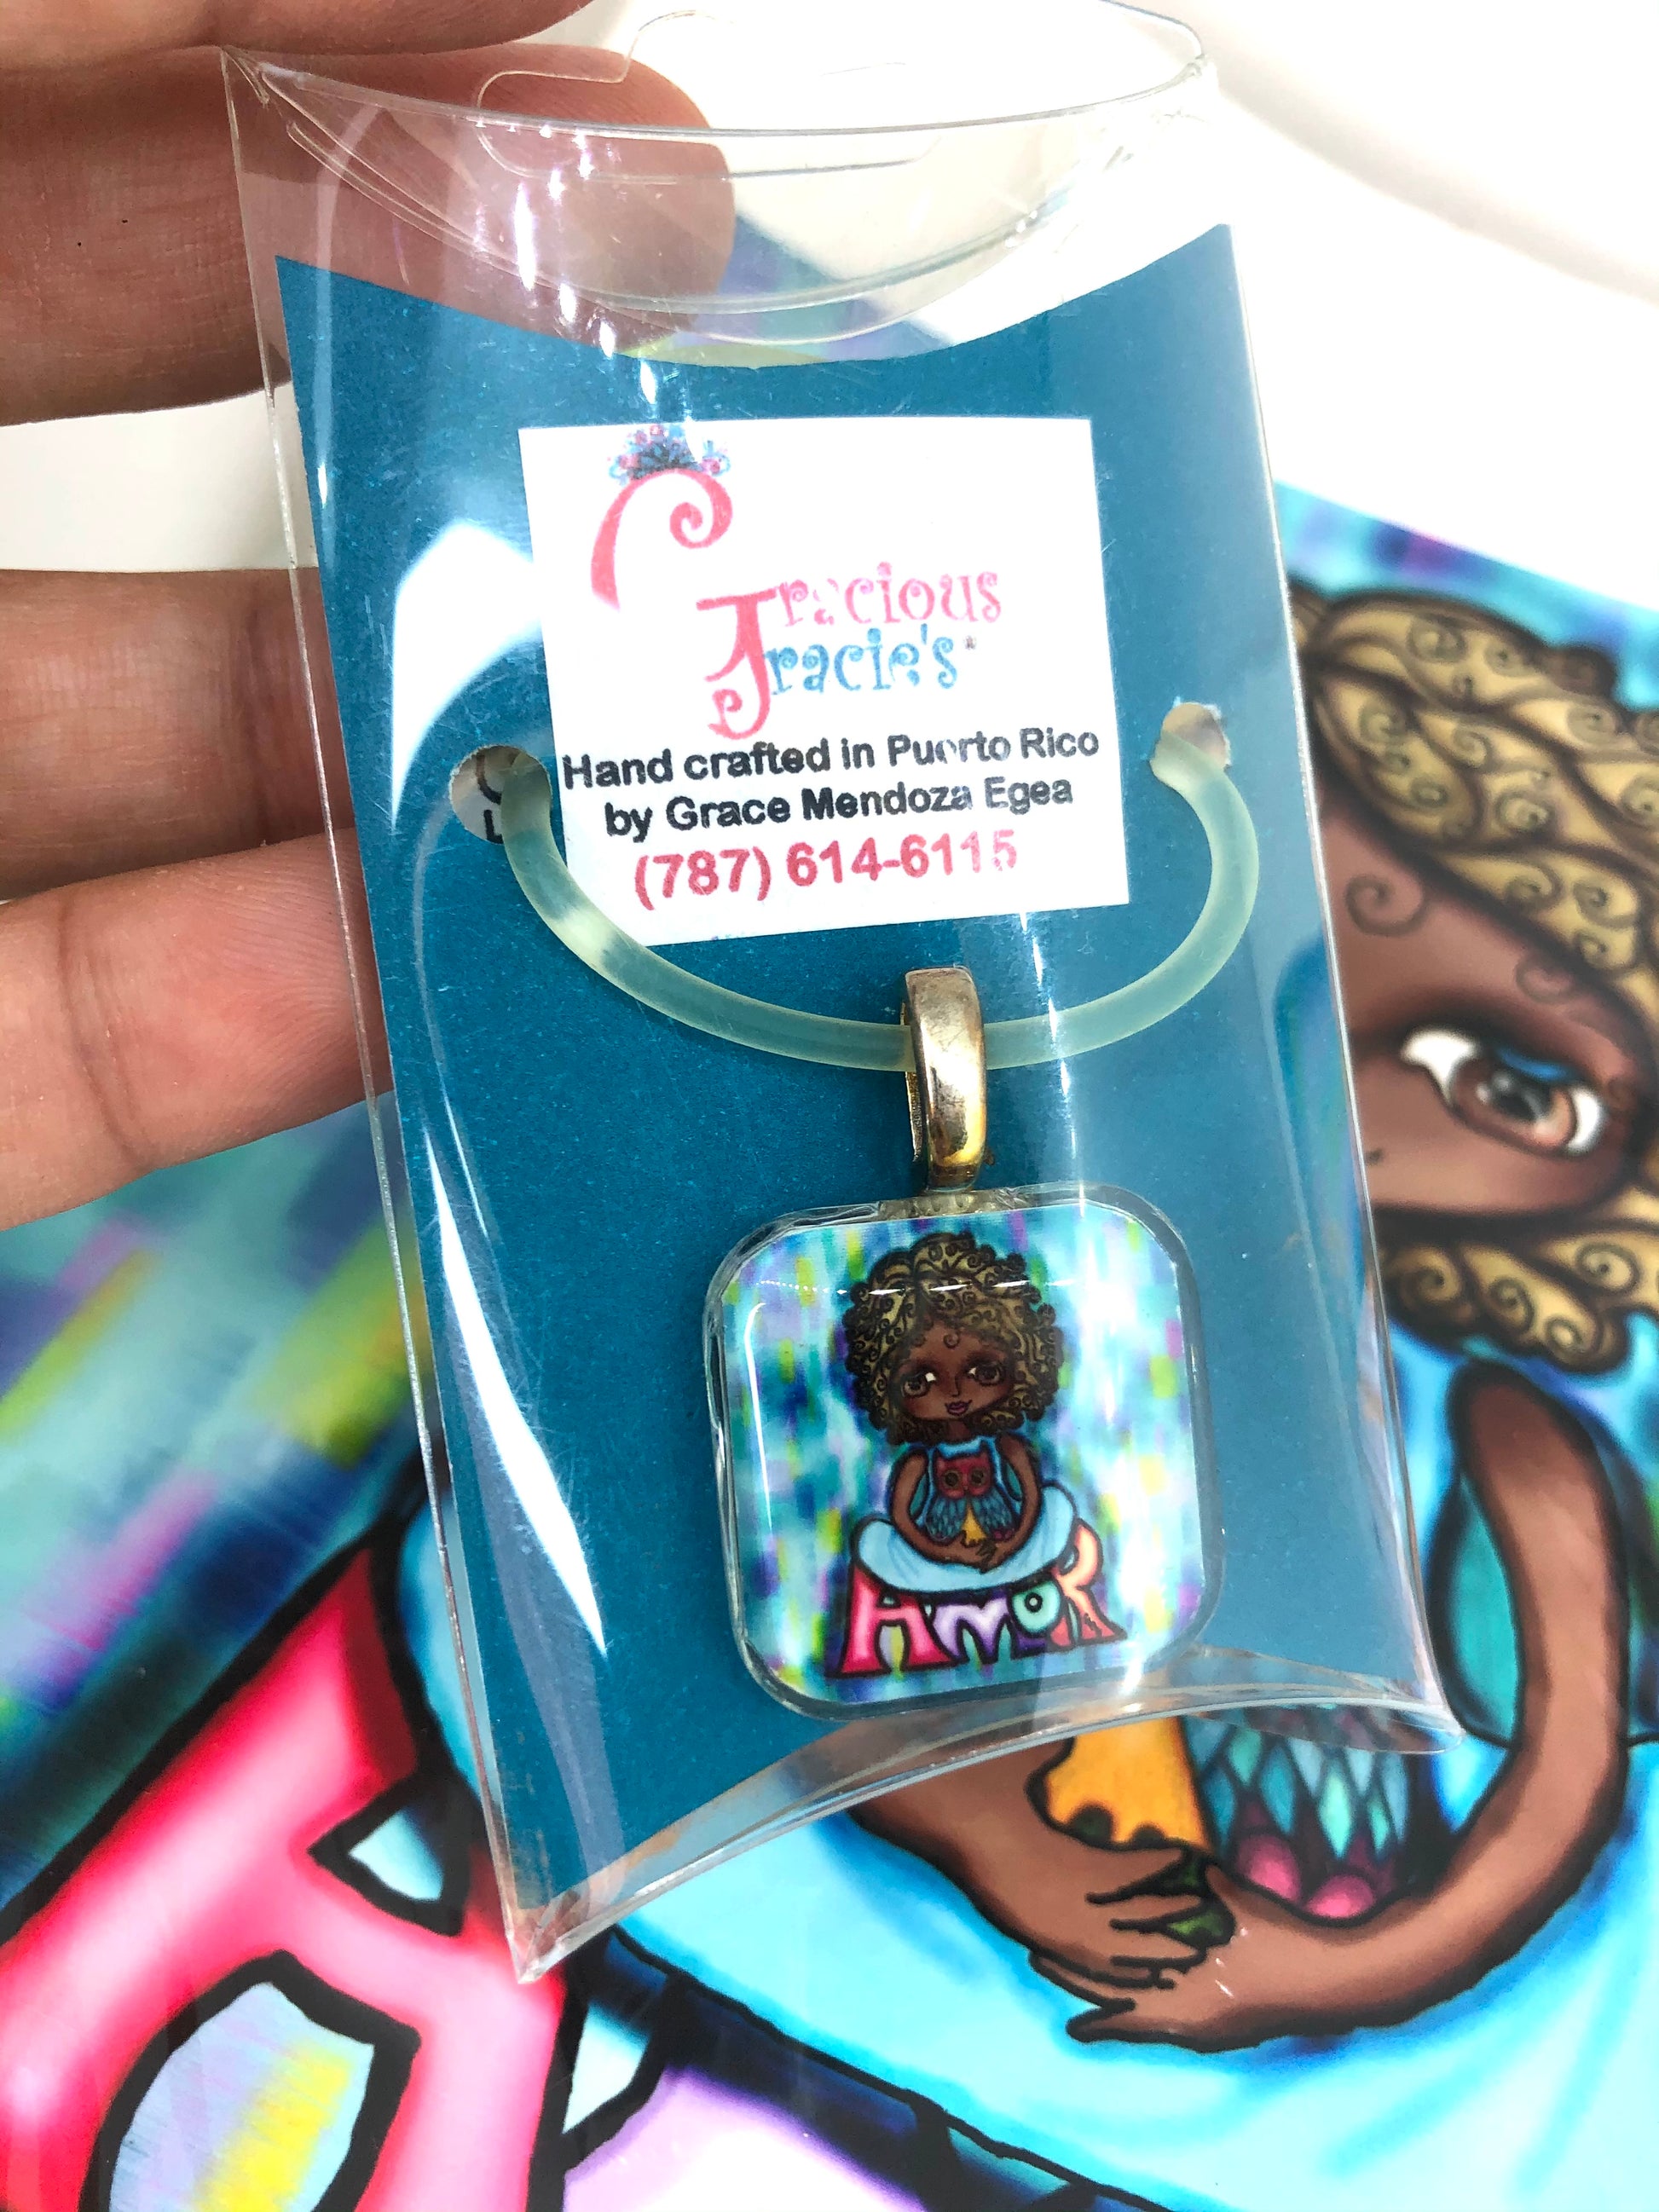 Gracious
Gracie's
Hand crafted in Puerto Rico
by Grace Mendoza Egea
(787) 614-6115
AMOR